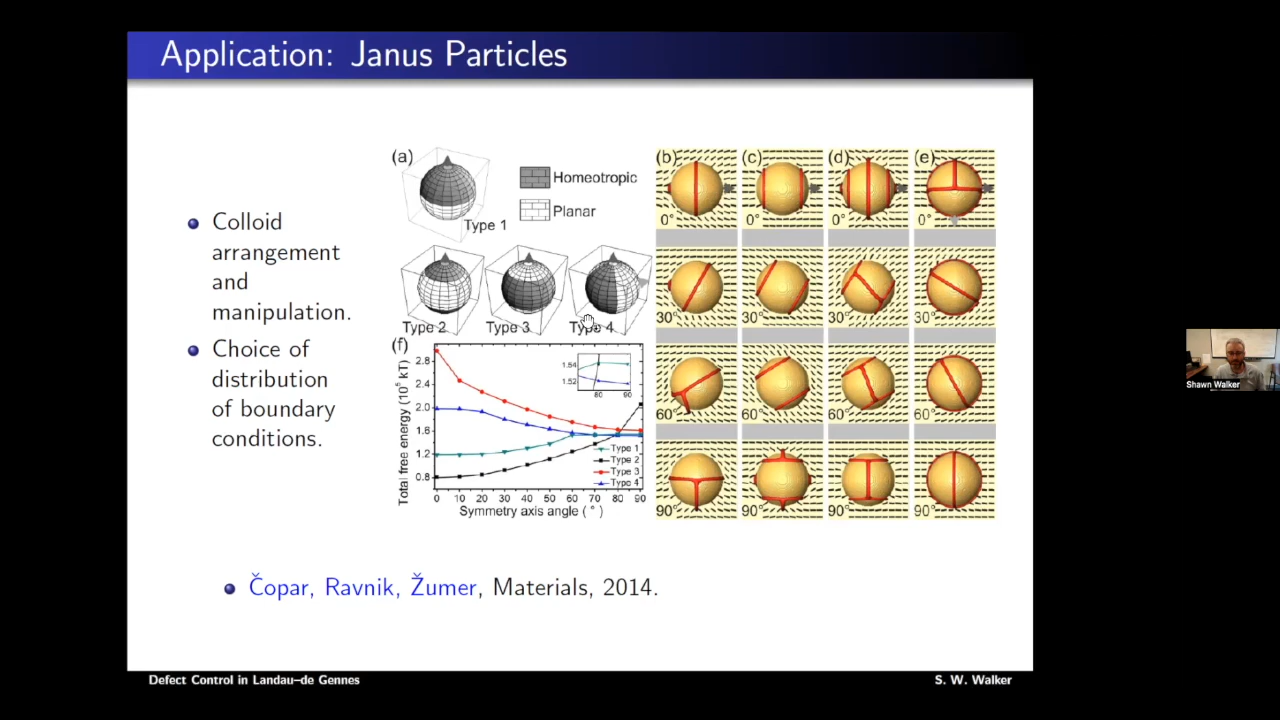 Application: Janus Particles
Colloid
arrangement
and
manipulation.
Choice of
distribution
of boundary
conditions.
(a)
Homeotropic
Planar
Type 1
Type 2
Type 3
Type 4
(b)
(c)
(d)
(e)
0°
0°
0°
0°
30°
30°
30°
30°
60°
60°
60°
60°
90°
90°
90°
90°
(f)
Total free energy (10⁵ kT)
2.8
2.4
2.0
1.6
1.2
0.8
1.54
1.52
80
90
Type 1
Type 2
Type 3
Type 4
0 10 20 30 40 50 60 70 80 90
Symmetry axis angle (°)
Čopar, Ravnik, Žumer, Materials, 2014.
Defect Control in Landau–de Gennes
S. W. Walker
Shawn Walker